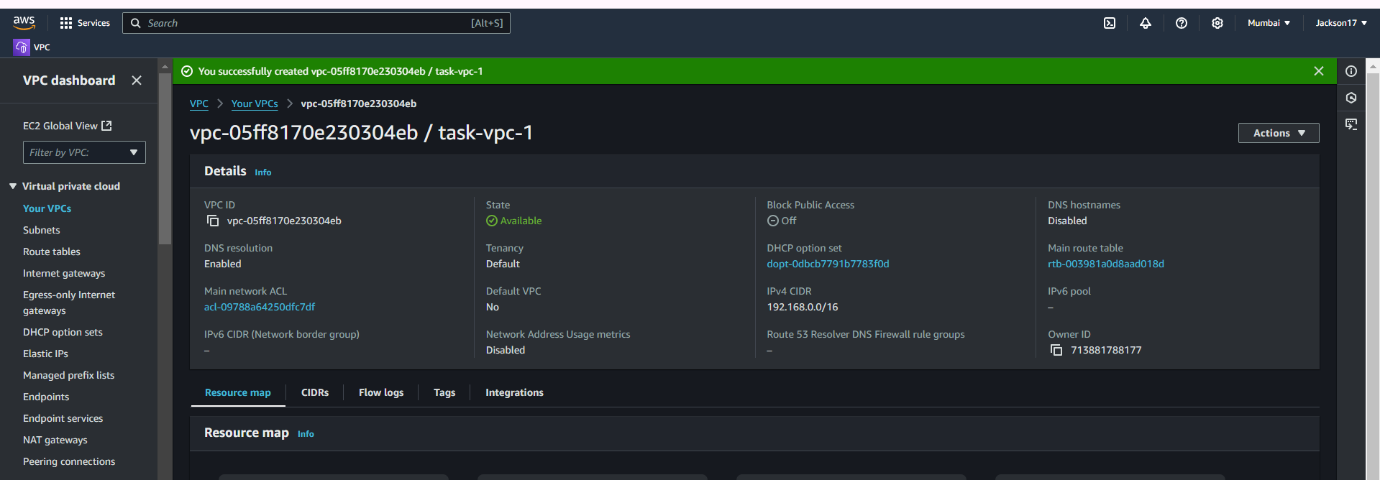 aws Services Search [Alt+S] Mumbai Jackson17
VPC
VPC dashboard
EC2 Global View
Filter by VPC:
Virtual private cloud
Your VPCs
Subnets
Route tables
Internet gateways
Egress-only Internet
gateways
DHCP option sets
Elastic IPs
Managed prefix lists
Endpoints
Endpoint services
NAT gateways
Peering connections
You successfully created vpc-05ff8170e230304eb / task-vpc-1
VPC > Your VPCs > vpc-05ff8170e230304eb
vpc-05ff8170e230304eb / task-vpc-1
Actions
Details Info
VPC ID
vpc-05ff8170e230304eb
State
Available
Block Public Access
Off
DNS hostnames
Disabled
DNS resolution
Enabled
Tenancy
Default
DHCP option set
dopt-0dbcb7791b7783f0d
Main route table
rtb-003981a0d8aad018d
Main network ACL
acl-09788a64250dfc7df
Default VPC
No
IPv4 CIDR
192.168.0.0/16
IPv6 pool
–
IPv6 CIDR (Network border group)
–
Network Address Usage metrics
Disabled
Route 53 Resolver DNS Firewall rule groups
–
Owner ID
713881788177
Resource map CIDRs Flow logs Tags Integrations
Resource map Info